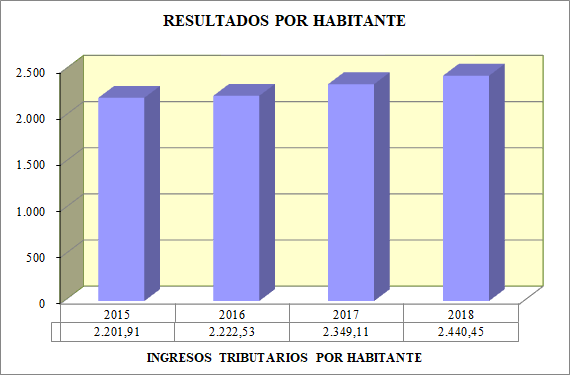 RESULTADOS POR HABITANTE
2.500
2.000
1.500
1.000
500
0
2015 2016 2017 2018
2.201,91 2.222,53 2.349,11 2.440,45
INGRESOS TRIBUTARIOS POR HABITANTE